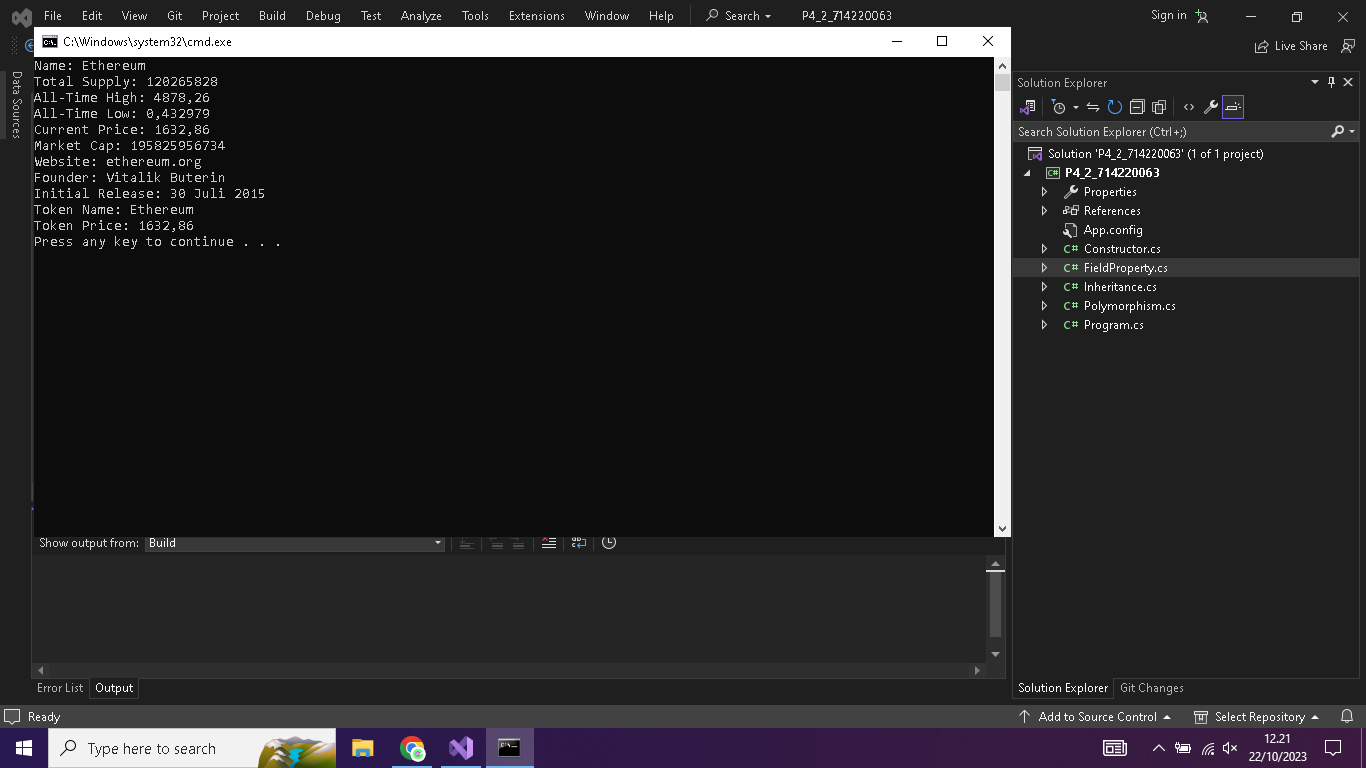 File Edit View Git Project Build Debug Test Analyze Tools Extensions Window Help Search P4_2_714220063 Sign in
Live Share
C:\Windows\system32\cmd.exe
Name: Ethereum
Total Supply: 120265828
All-Time High: 4878,26
All-Time Low: 0,432979
Current Price: 1632,86
Market Cap: 195825956734
Website: ethereum.org
Founder: Vitalik Buterin
Initial Release: 30 Juli 2015
Token Name: Ethereum
Token Price: 1632,86
Press any key to continue . . .
Data Sources
Solution Explorer
Search Solution Explorer (Ctrl+;)
Solution 'P4_2_714220063' (1 of 1 project)
P4_2_714220063
Properties
References
App.config
C# Constructor.cs
C# FieldProperty.cs
C# Inheritance.cs
C# Polymorphism.cs
C# Program.cs
Show output from: Build
Error List Output
Solution Explorer Git Changes
Ready
Add to Source Control Select Repository
Type here to search
12.21
22/10/2023